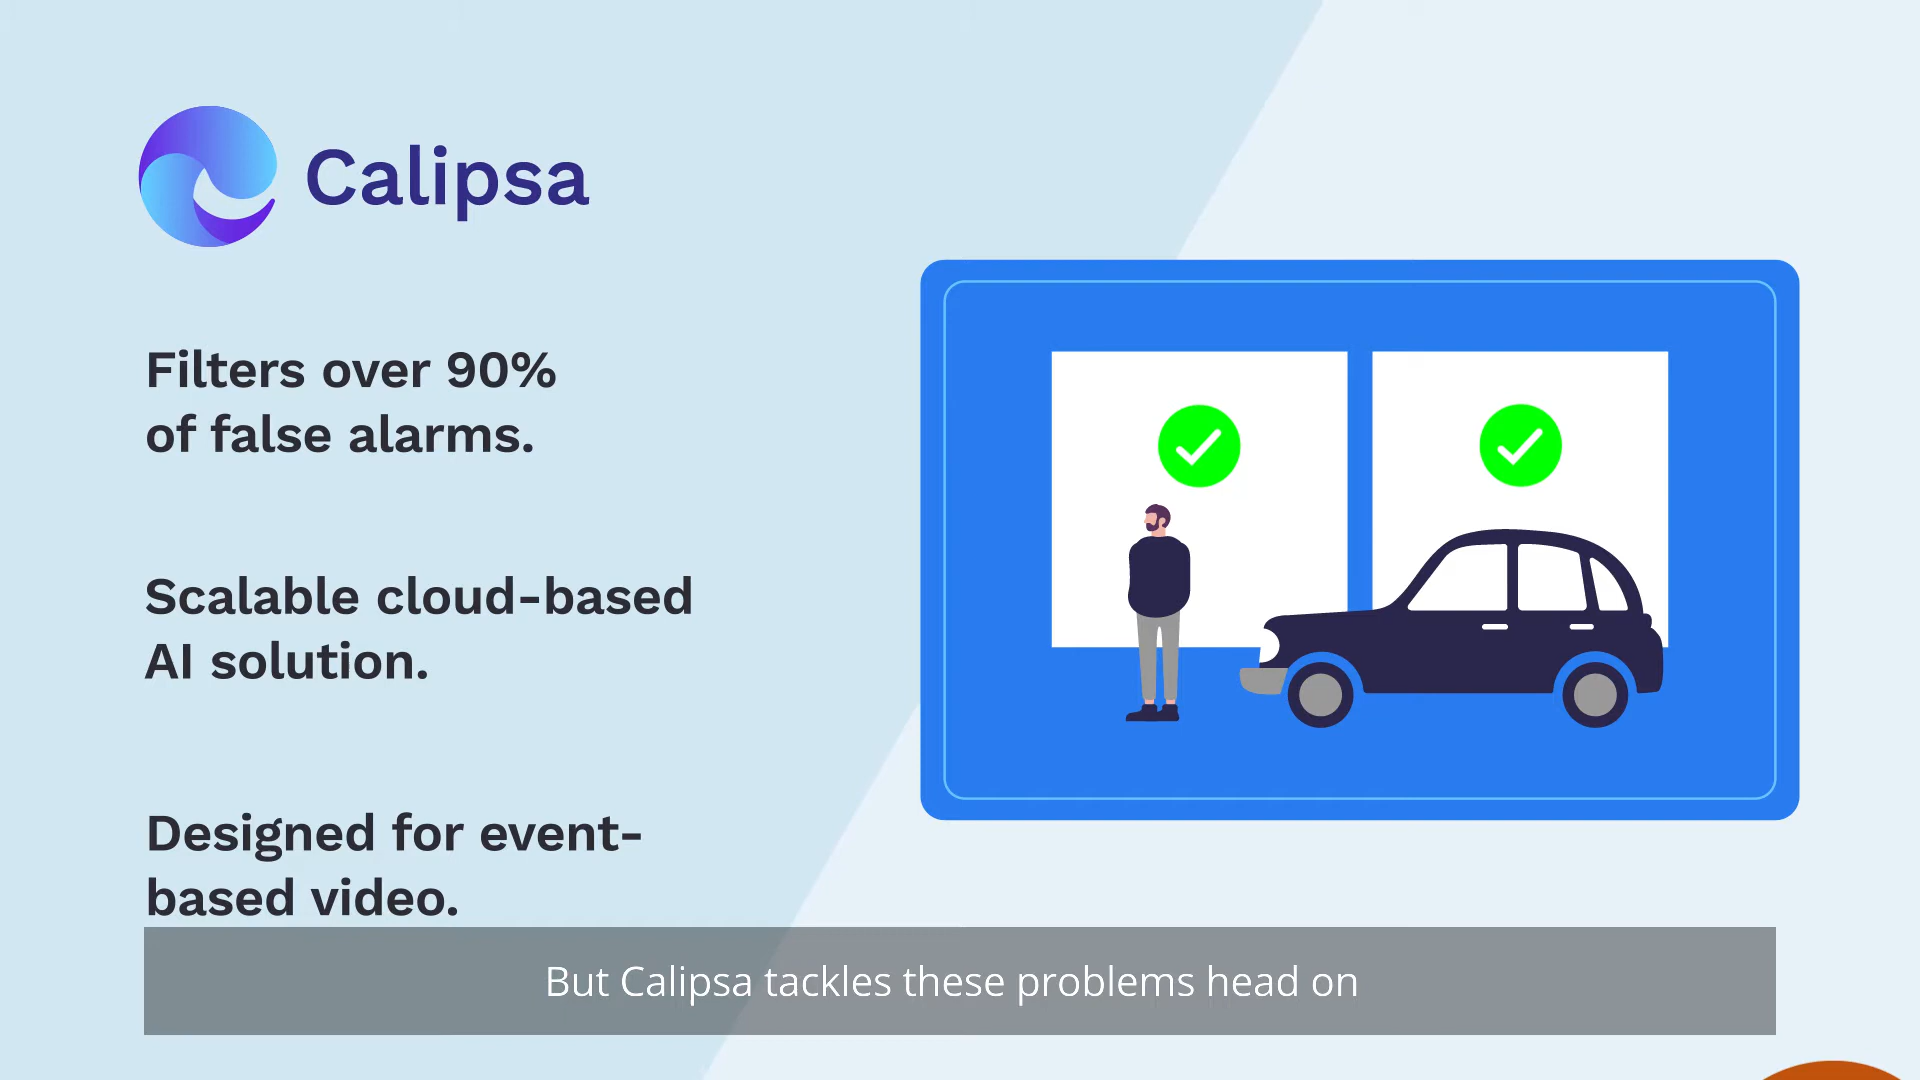 Calipsa
Filters over 90%
of false alarms.
Scalable cloud-based
AI solution.
Designed for event-
based video.
But Calipsa tackles these problems head on